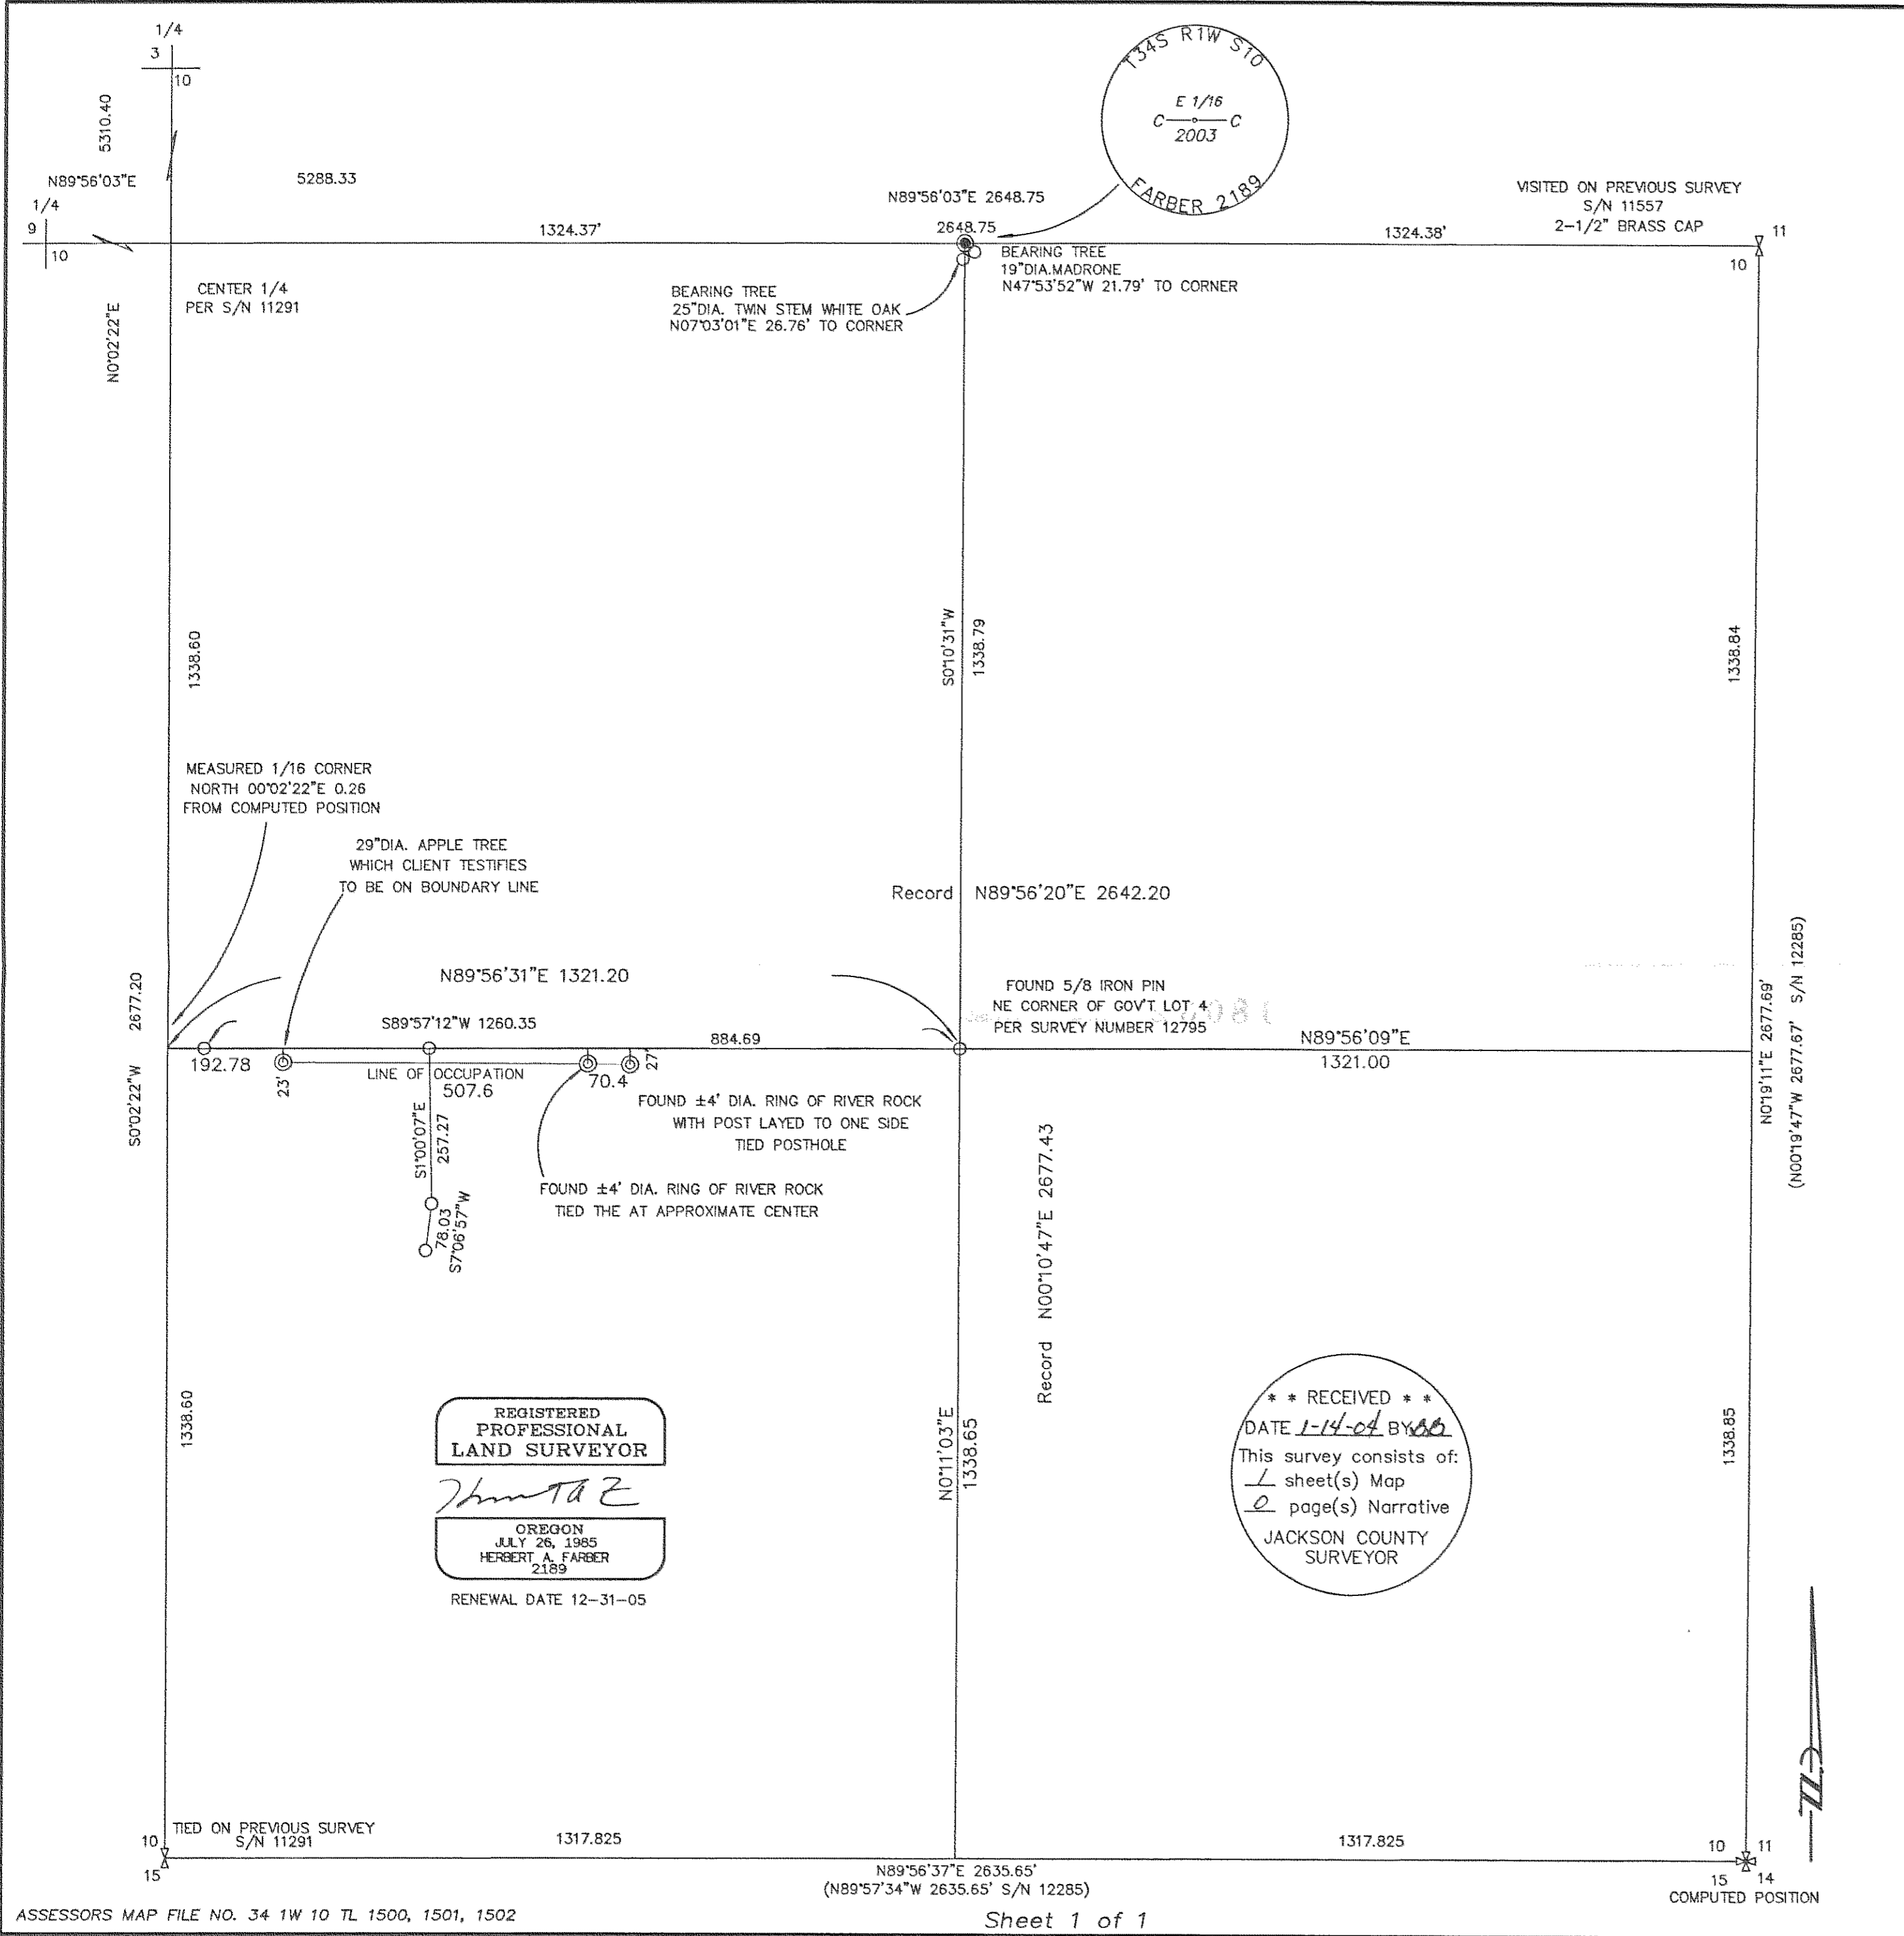 1/4
3
10
5310.40
N89°56'03"E
5288.33
1/4
9
10
T34S R1W S10
E 1/16
C C
2003
FARBER 2189
N89°56'03"E 2648.75
2648.75
1324.37'
1324.38'
VISITED ON PREVIOUS SURVEY
S/N 11557
2-1/2" BRASS CAP
11
10
BEARING TREE
19"DIA.MADRONE
N47°53'52"W 21.79' TO CORNER
BEARING TREE
25"DIA. TWIN STEM WHITE OAK
N07°03'01"E 26.76' TO CORNER
CENTER 1/4
PER S/N 11291
N0°02'22"E
1338.60
S0°10'31"W
1338.79
1338.84
MEASURED 1/16 CORNER
NORTH 00°02'22"E 0.26
FROM COMPUTED POSITION
29"DIA. APPLE TREE
WHICH CLIENT TESTIFIES
TO BE ON BOUNDARY LINE
Record N89°56'20"E 2642.20
N89°56'31"E 1321.20
S89°57'12"W 1260.35
884.69
FOUND 5/8 IRON PIN
NE CORNER OF GOV'T LOT 4
PER SURVEY NUMBER 12795
N89°56'09"E
1321.00
S0°02'22"W 2677.20
192.78
23'
LINE OF OCCUPATION
507.6
70.4
27'
FOUND ±4' DIA. RING OF RIVER ROCK
WITH POST LAYED TO ONE SIDE
TIED POSTHOLE
S1°00'07"E
257.27
78.03
S7°06'57"W
FOUND ±4' DIA. RING OF RIVER ROCK
TIED THE AT APPROXIMATE CENTER
Record N00°10'47"E 2677.43
N0°19'11"E 2677.69'
(N00°19'47"W 2677.67' S/N 12285)
1338.60
N0°11'03"E
1338.65
1338.85
REGISTERED
PROFESSIONAL
LAND SURVEYOR
OREGON
JULY 26, 1985
HERBERT A. FARBER
2189
RENEWAL DATE 12-31-05
* * RECEIVED * *
DATE 1-14-04 BY BB
This survey consists of:
1 sheet(s) Map
0 page(s) Narrative
JACKSON COUNTY
SURVEYOR
TIED ON PREVIOUS SURVEY
S/N 11291
10
15
1317.825
1317.825
N89°56'37"E 2635.65'
(N89°57'34"W 2635.65' S/N 12285)
10 11
15 14
COMPUTED POSITION
ASSESSORS MAP FILE NO. 34 1W 10 TL 1500, 1501, 1502
Sheet 1 of 1